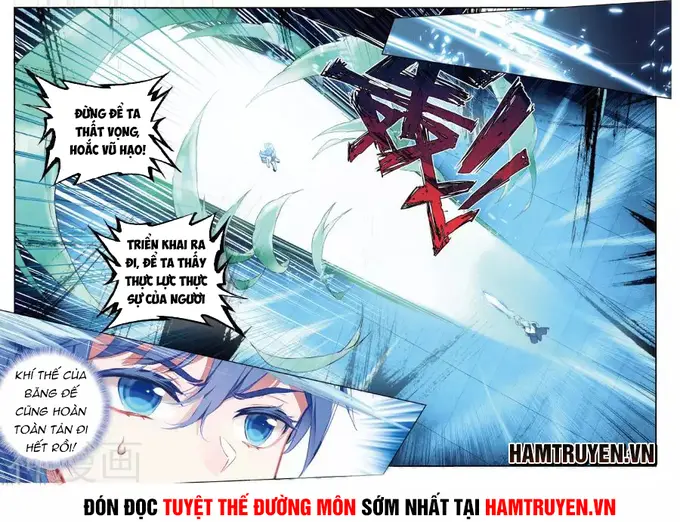 ĐỪNG ĐỂ TA
THẤT VỌNG,
HOẮC VŨ HẠO!
TRIỂN KHAI RA
ĐI, ĐỂ TA THẤY
THỰC LỰC THỰC
SỰ CỦA NGƯƠI
KHÍ THẾ CỦA
BĂNG ĐẾ
CŨNG HOÀN
TOÀN TÁN ĐI
HẾT RỒI!
HAMTRUYEN.VN
ĐÓN ĐỌC TUYỆT THẾ ĐƯỜNG MÔN SỚM NHẤT TẠI HAMTRUYEN.VN